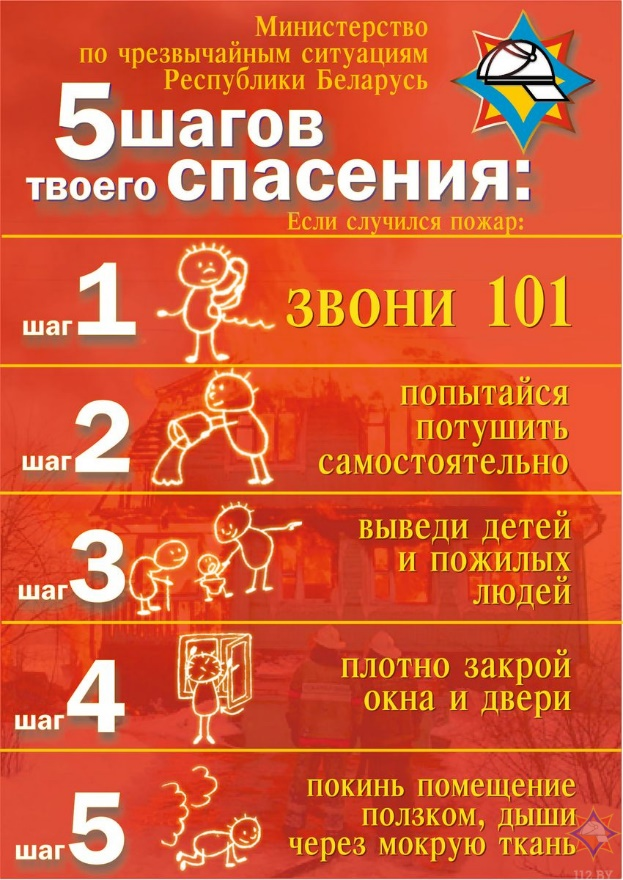 Министерство
по чрезвычайным ситуациям
Республики Беларусь
5шагов
твоего спасения:
Если случился пожар:
шаг1
звони 101
шаг2
попытайся
потушить
самостоятельно
шаг3
выведи детей
и пожилых
людей
шаг4
плотно закрой
окна и двери
шаг5
покинь помещение
ползком, дыши
через мокрую ткань
112.BY